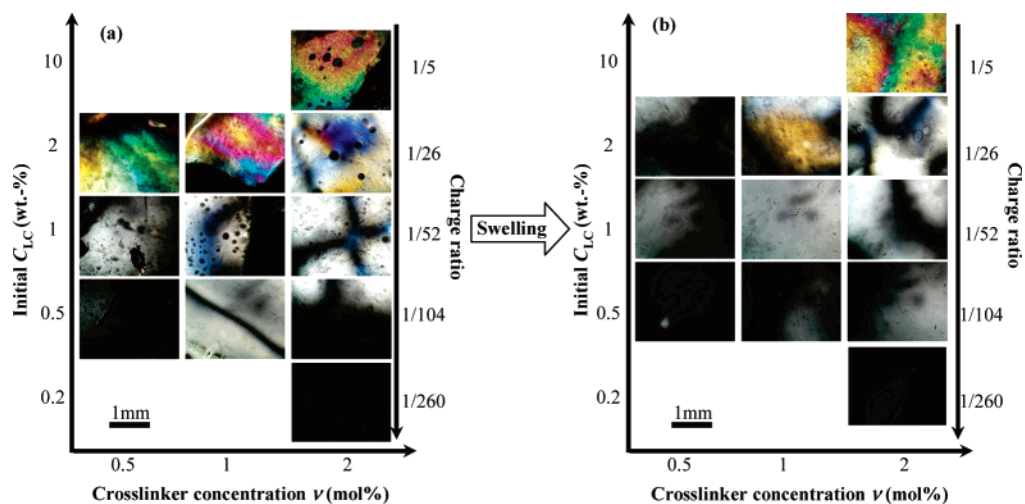 (a)
10
2
1
0.5
0.2
Initial C_LC (wt.-%)
1/5
1/26
1/52
1/104
1/260
Charge ratio
1mm
0.5 1 2
Crosslinker concentration ν (mol%)
Swelling
(b)
10
2
1
0.5
0.2
Initial C_LC (wt.-%)
1/5
1/26
1/52
1/104
1/260
Charge ratio
1mm
0.5 1 2
Crosslinker concentration ν (mol%)